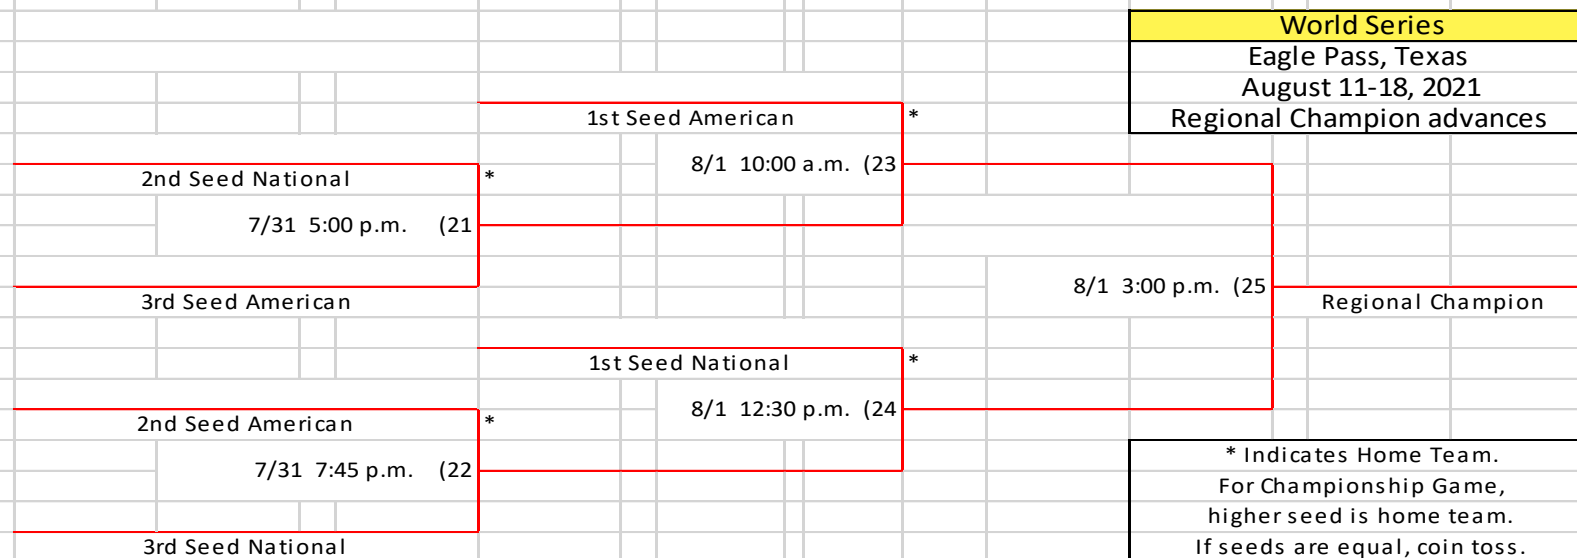 World Series
Eagle Pass, Texas
August 11-18, 2021
Regional Champion advances
1st Seed American *
8/1 10:00 a.m. (23
2nd Seed National *
7/31 5:00 p.m. (21
3rd Seed American
8/1 3:00 p.m. (25
Regional Champion
1st Seed National *
8/1 12:30 p.m. (24
2nd Seed American *
7/31 7:45 p.m. (22
3rd Seed National
* Indicates Home Team.
For Championship Game,
higher seed is home team.
If seeds are equal, coin toss.